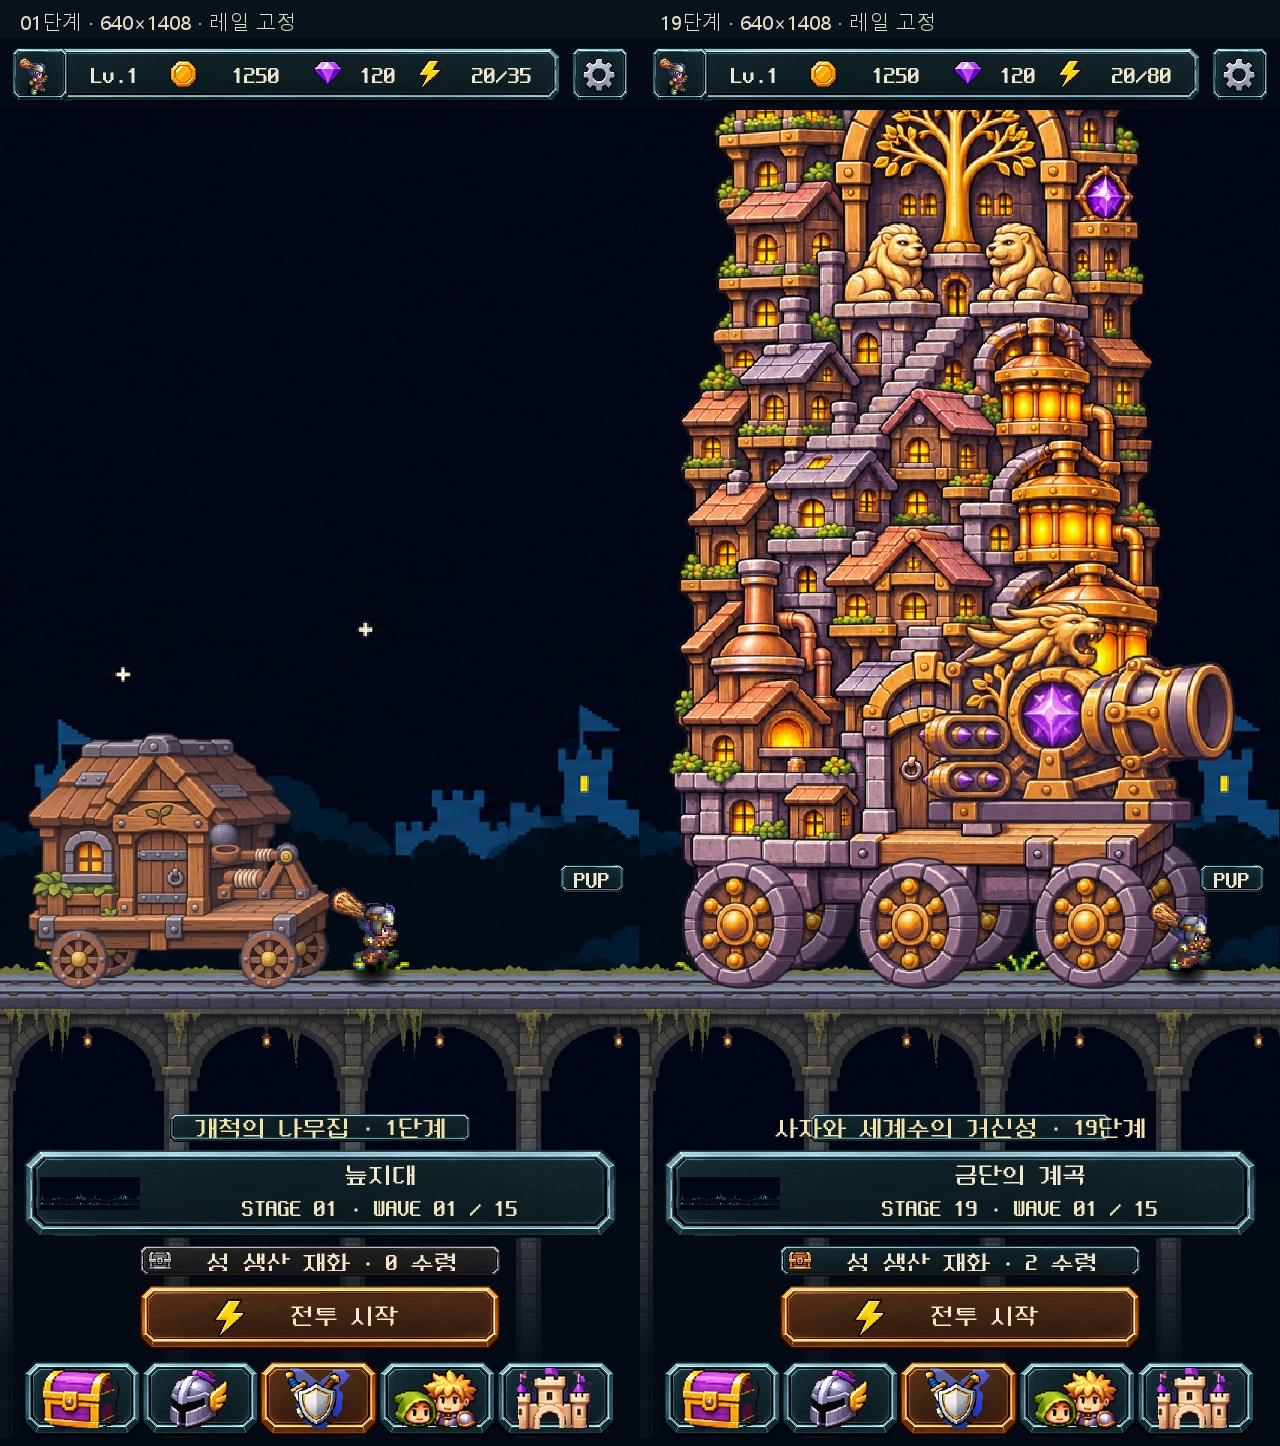 01단계 · 640×1408 · 레일 고정
Lv.1 1250 120 20/35
PVP
개척의 나무집 · 1단계
늪지대
STAGE 01 · WAVE 01 / 15
성 생산 재화 · 0 수령
전투 시작
19단계 · 640×1408 · 레일 고정
Lv.1 1250 120 20/80
PVP
사자와 세계수의 거신성 · 19단계
금단의 계곡
STAGE 19 · WAVE 01 / 15
성 생산 재화 · 2 수령
전투 시작